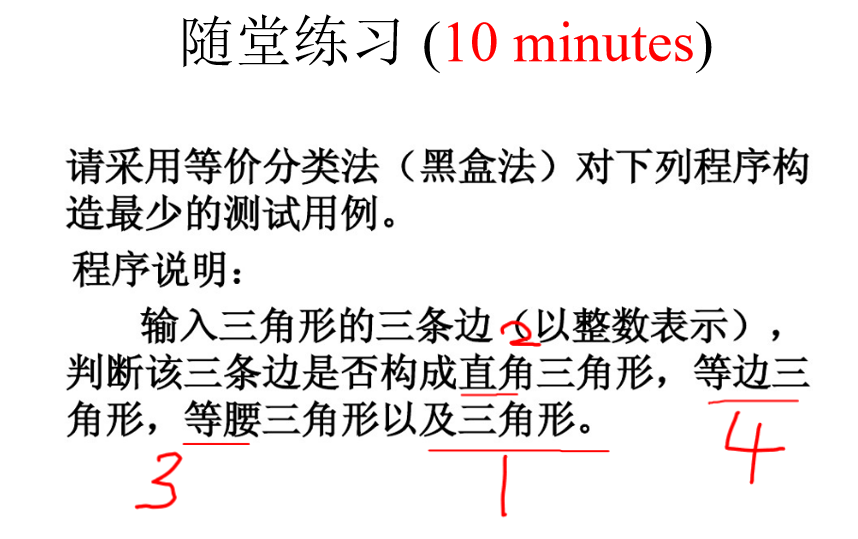 随堂练习 (10 minutes)
请采用等价分类法（黑盒法）对下列程序构
造最少的测试用例。
程序说明：
输入三角形的三条边（以整数表示），
2
判断该三条边是否构成直角三角形，等边三
角形，等腰三角形以及三角形。
3
1
4